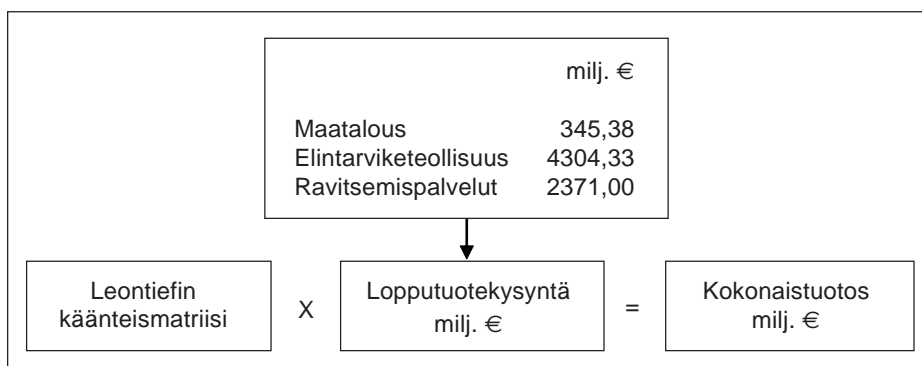 milj. €
Maatalous 345,38
Elintarviketeollisuus 4304,33
Ravitsemispalvelut 2371,00
Leontiefin
käänteismatriisi
X
Lopputuotekysyntä
milj. €
=
Kokonaistuotos
milj. €